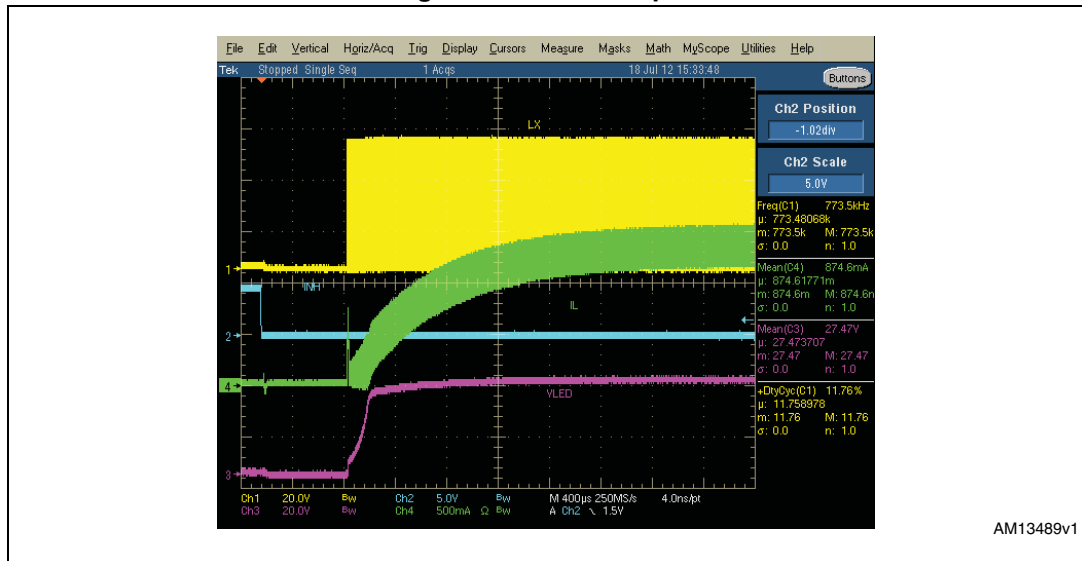 File Edit Vertical Horiz/Acq Trig Display Cursors Measure Masks Math MyScope Utilities Help
Tek Stopped Single Seq 1 Acqs 18 Jul 12 15:33:48
Buttons
Ch2 Position
-1.02div
Ch2 Scale
5.0V
LX
Freq(C1) 773.5kHz
µ: 773.48068k
m: 773.5k M: 773.5k
σ: 0.0 n: 1.0
1
Mean(C4) 874.6mA
µ: 874.61771m
m: 874.6m M: 874.6m
σ: 0.0 n: 1.0
INH
IL
2
Mean(C3) 27.47V
µ: 27.473707
m: 27.47 M: 27.47
σ: 0.0 n: 1.0
4
VLED
+DtyCyc(C1) 11.76%
µ: 11.758978
m: 11.76 M: 11.76
σ: 0.0 n: 1.0
3
Ch1 20.0V Bw Ch2 5.0V Bw M 400µs 250MS/s 4.0ns/pt
Ch3 20.0V Bw Ch4 500mA Ω Bw A Ch2 \ 1.5V
AM13489v1